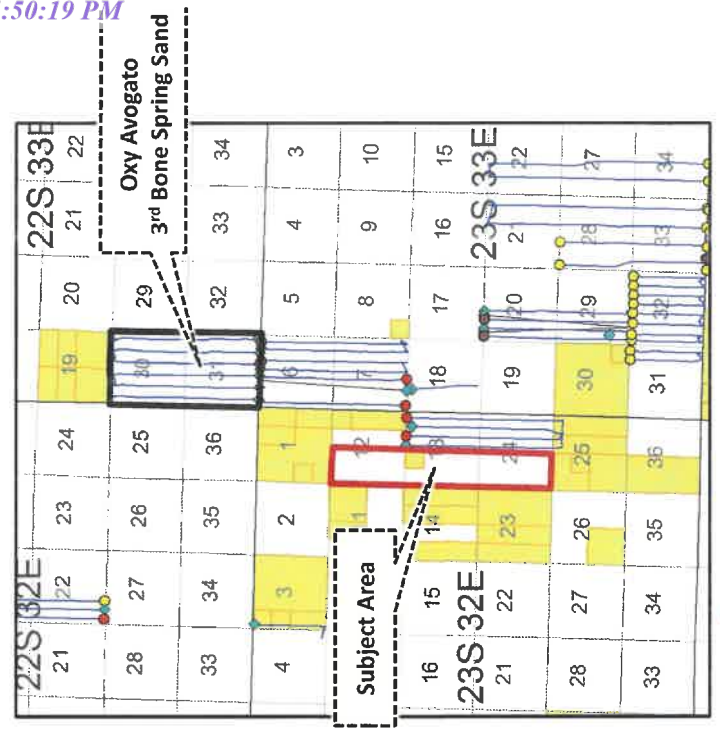 :50:19 PM
Oxy Avogato
3rd Bone Spring Sand
22S 32E
22S 33E
21 22 23 24 19 20 21 22
28 27 26 25 30 29
33 34 35 36 31 32 33 34
4 3 2 1 6 5 4 3
1 12 7 8 9 10
Subject Area
16 15 14 13 18 17 16 15
23S 32E
23S 33E
21 22 23 24 19 20 2 22
28 27 26 25 30 29 28 27
33 34 35 36 31 32 33 34